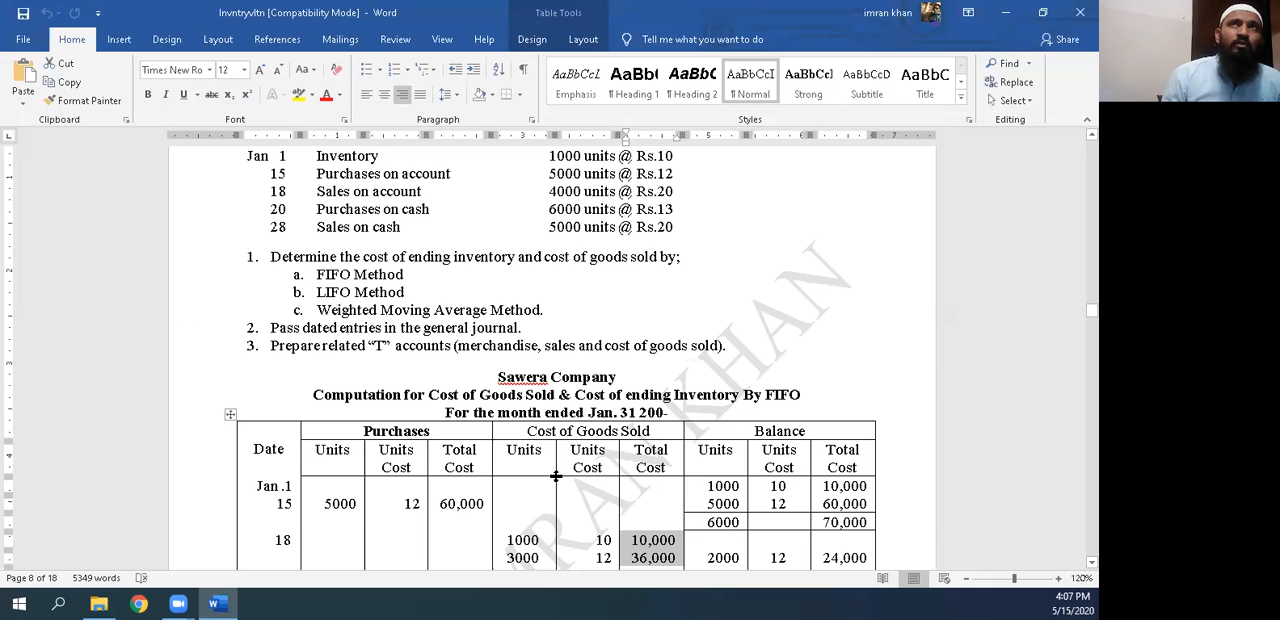 Invntryvltn [Compatibility Mode] - Word
Table Tools
imran khan
File Home Insert Design Layout References Mailings Review View Help Design Layout Tell me what you want to do Share
Paste
Cut
Copy
Format Painter
Clipboard
Times New Ro 12
Font
Paragraph
AaBbCcI AaBb( AaBbC AaBbCcI AaBbCc AaBbCcD AaBbC
Emphasis ¶ Heading 1 ¶ Heading 2 ¶ Normal Strong Subtitle Title
Styles
Find
Replace
Select
Editing
Jan 1 Inventory 1000 units @ Rs.10
15 Purchases on account 5000 units @ Rs.12
18 Sales on account 4000 units @ Rs.20
20 Purchases on cash 6000 units @ Rs.13
28 Sales on cash 5000 units @ Rs.20
1. Determine the cost of ending inventory and cost of goods sold by;
a. FIFO Method
b. LIFO Method
c. Weighted Moving Average Method.
2. Pass dated entries in the general journal.
3. Prepare related “T” accounts (merchandise, sales and cost of goods sold).
Sawera Company
Computation for Cost of Goods Sold & Cost of ending Inventory By FIFO
For the month ended Jan. 31 200-
Date Purchases Cost of Goods Sold Balance
Units Units Cost Total Cost Units Units Cost Total Cost Units Units Cost Total Cost
Jan .1 1000 10 10,000
15 5000 12 60,000 5000 12 60,000
6000 70,000
18 1000 10 10,000
3000 12 36,000 2000 12 24,000
IMRAN KHAN
Page 8 of 18 5349 words 120%
4:07 PM
5/15/2020